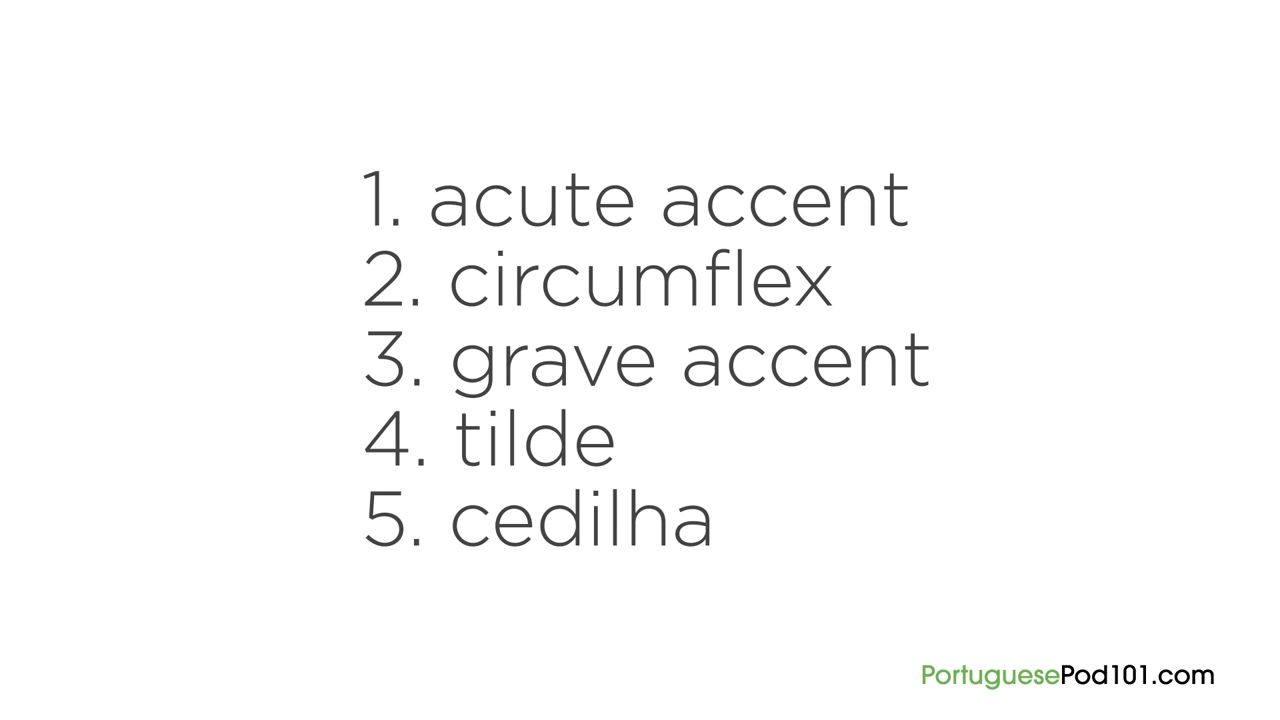 1. acute accent
2. circumflex
3. grave accent
4. tilde
5. cedilha
PortuguesePod101.com